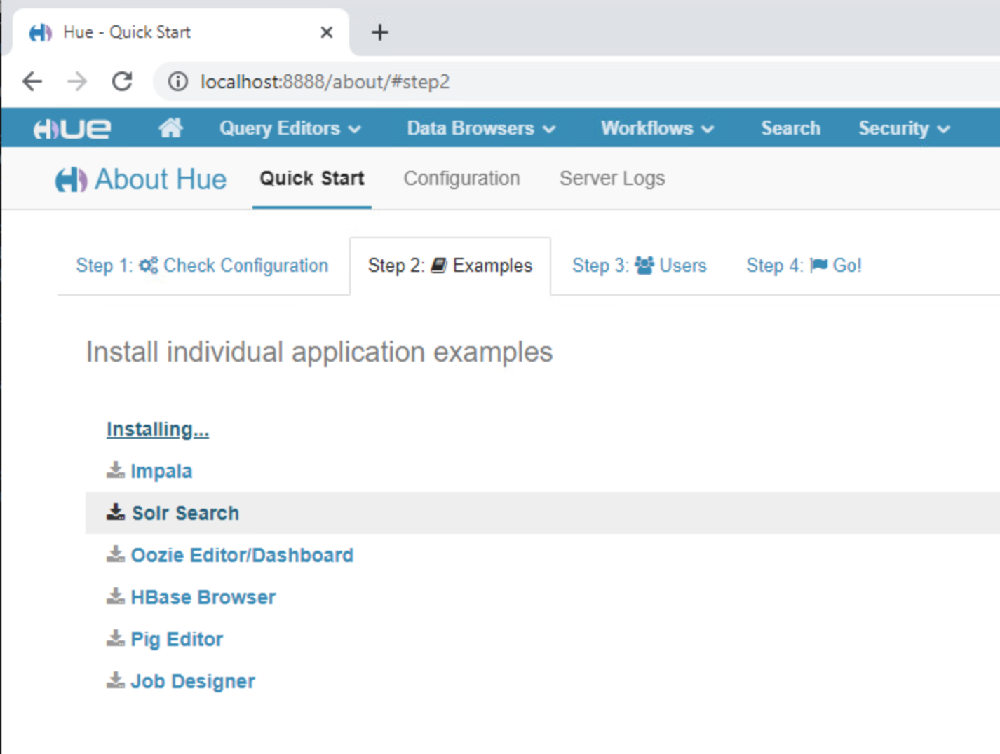 Hue - Quick Start
localhost:8888/about/#step2
HUE Query Editors Data Browsers Workflows Search Security
About Hue Quick Start Configuration Server Logs
Step 1: Check Configuration Step 2: Examples Step 3: Users Step 4: Go!
Install individual application examples
Installing...
Impala
Solr Search
Oozie Editor/Dashboard
HBase Browser
Pig Editor
Job Designer